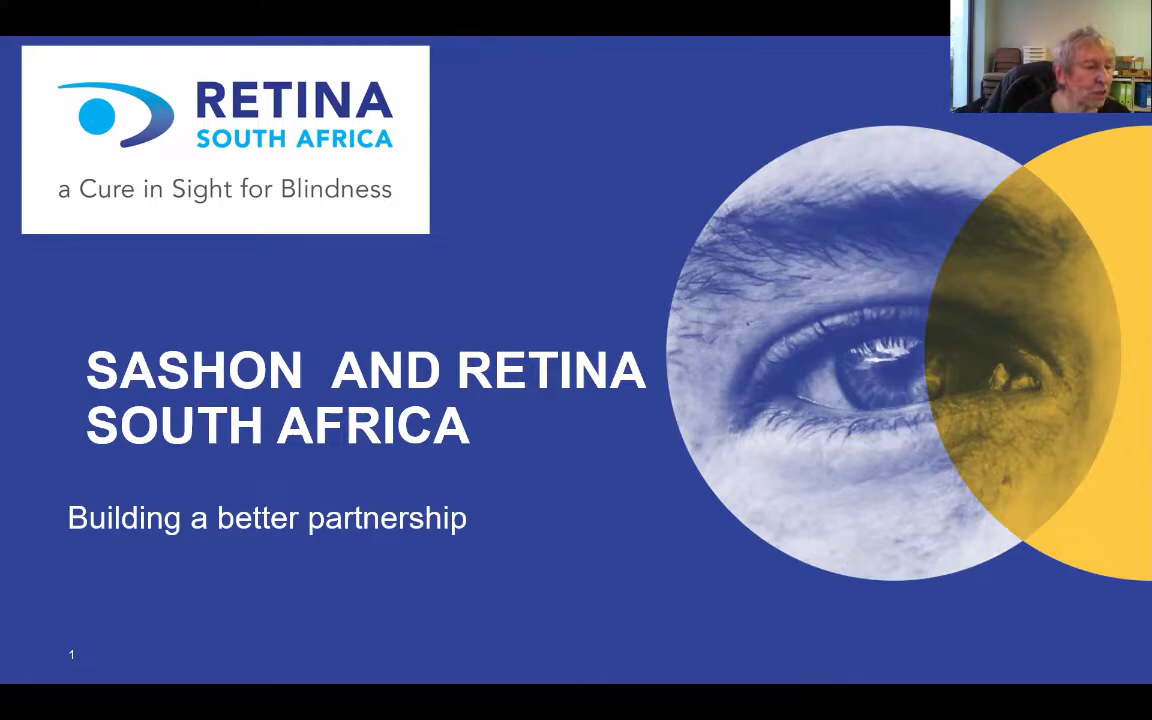 RETINA
SOUTH AFRICA
a Cure in Sight for Blindness
SASHON AND RETINA
SOUTH AFRICA
Building a better partnership
1